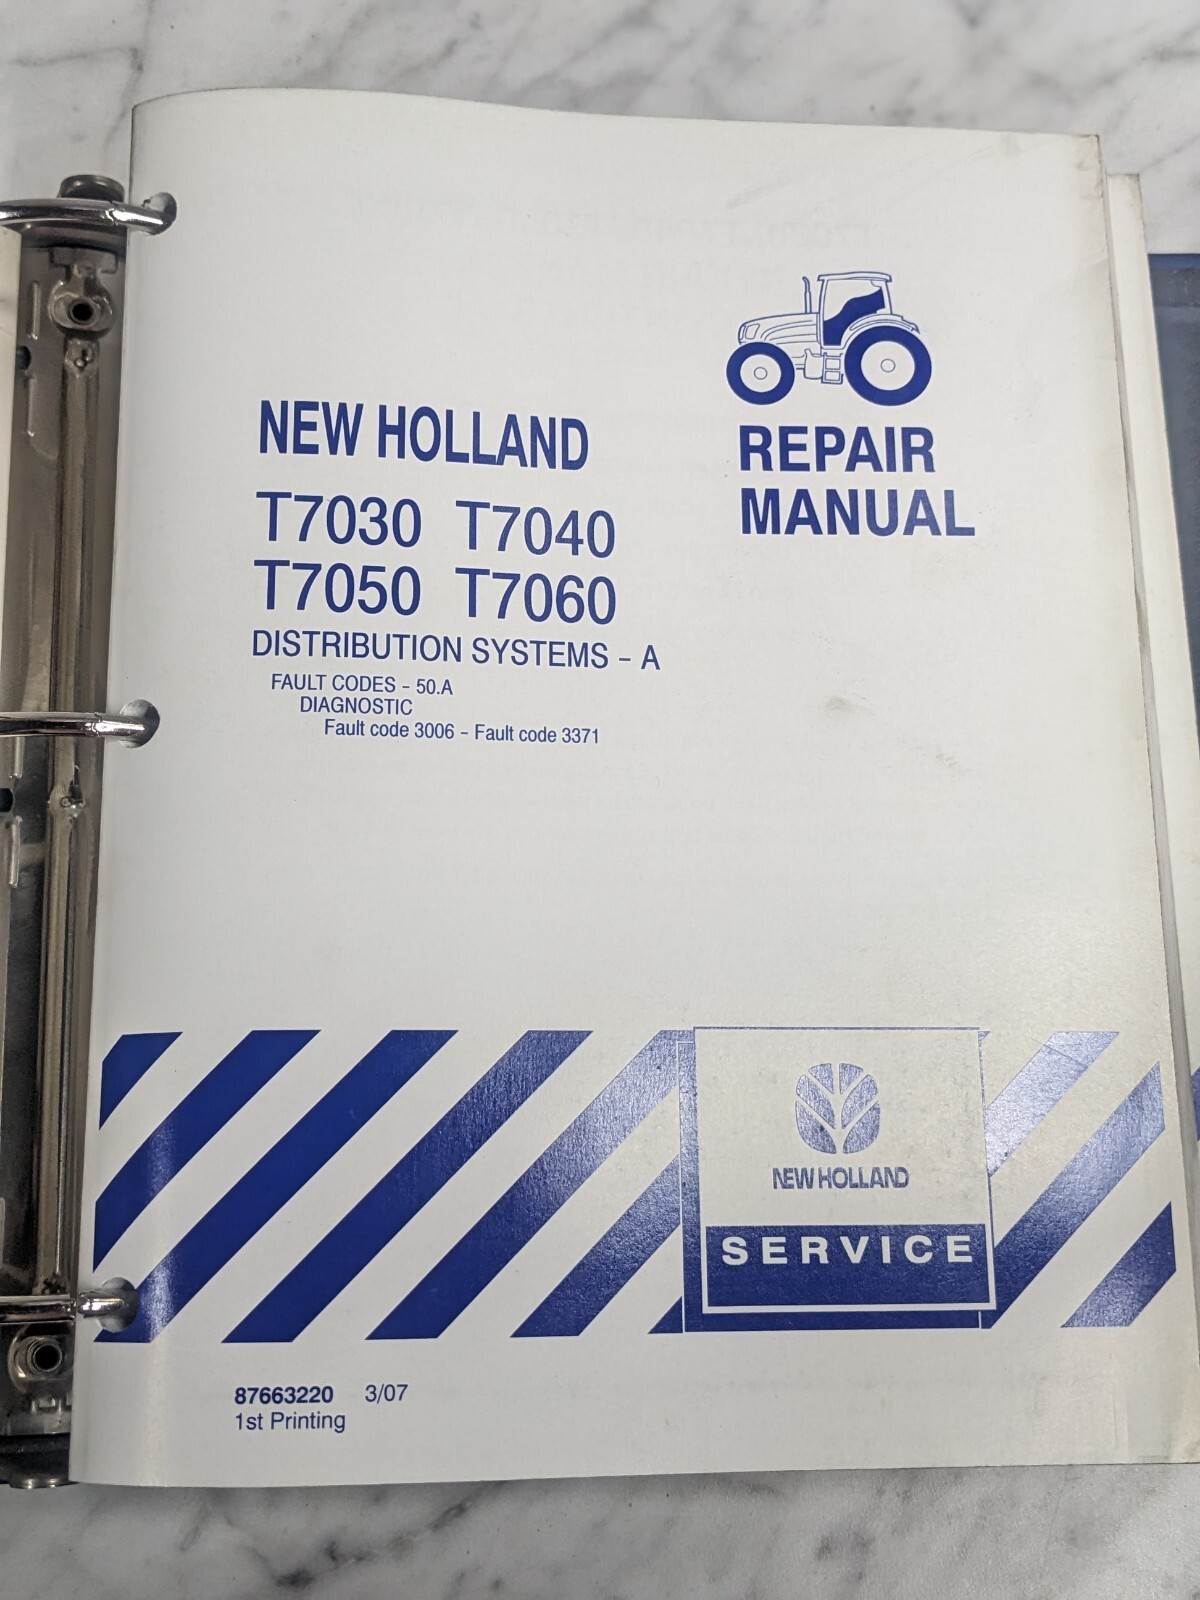 NEW HOLLAND
T7030 T7040
T7050 T7060
DISTRIBUTION SYSTEMS - A
FAULT CODES - 50.A
DIAGNOSTIC
Fault code 3006 - Fault code 3371
REPAIR
MANUAL
NEW HOLLAND
SERVICE
87663220 3/07
1st Printing